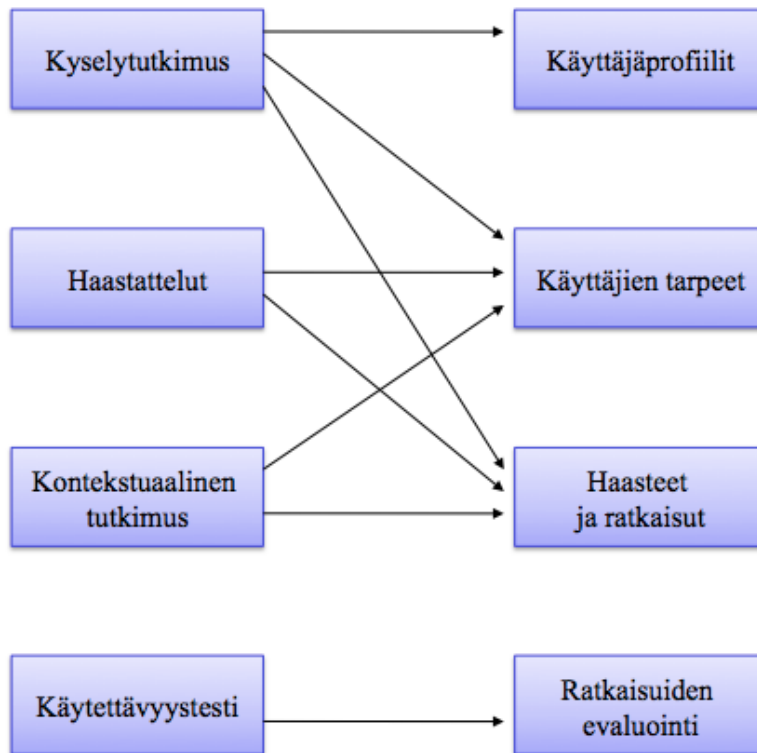 Kyselytutkimus
Käyttäjäprofiilit
Haastattelut
Käyttäjien tarpeet
Kontekstuaalinen
tutkimus
Haasteet
ja ratkaisut
Käytettävyystesti
Ratkaisuiden
evaluointi